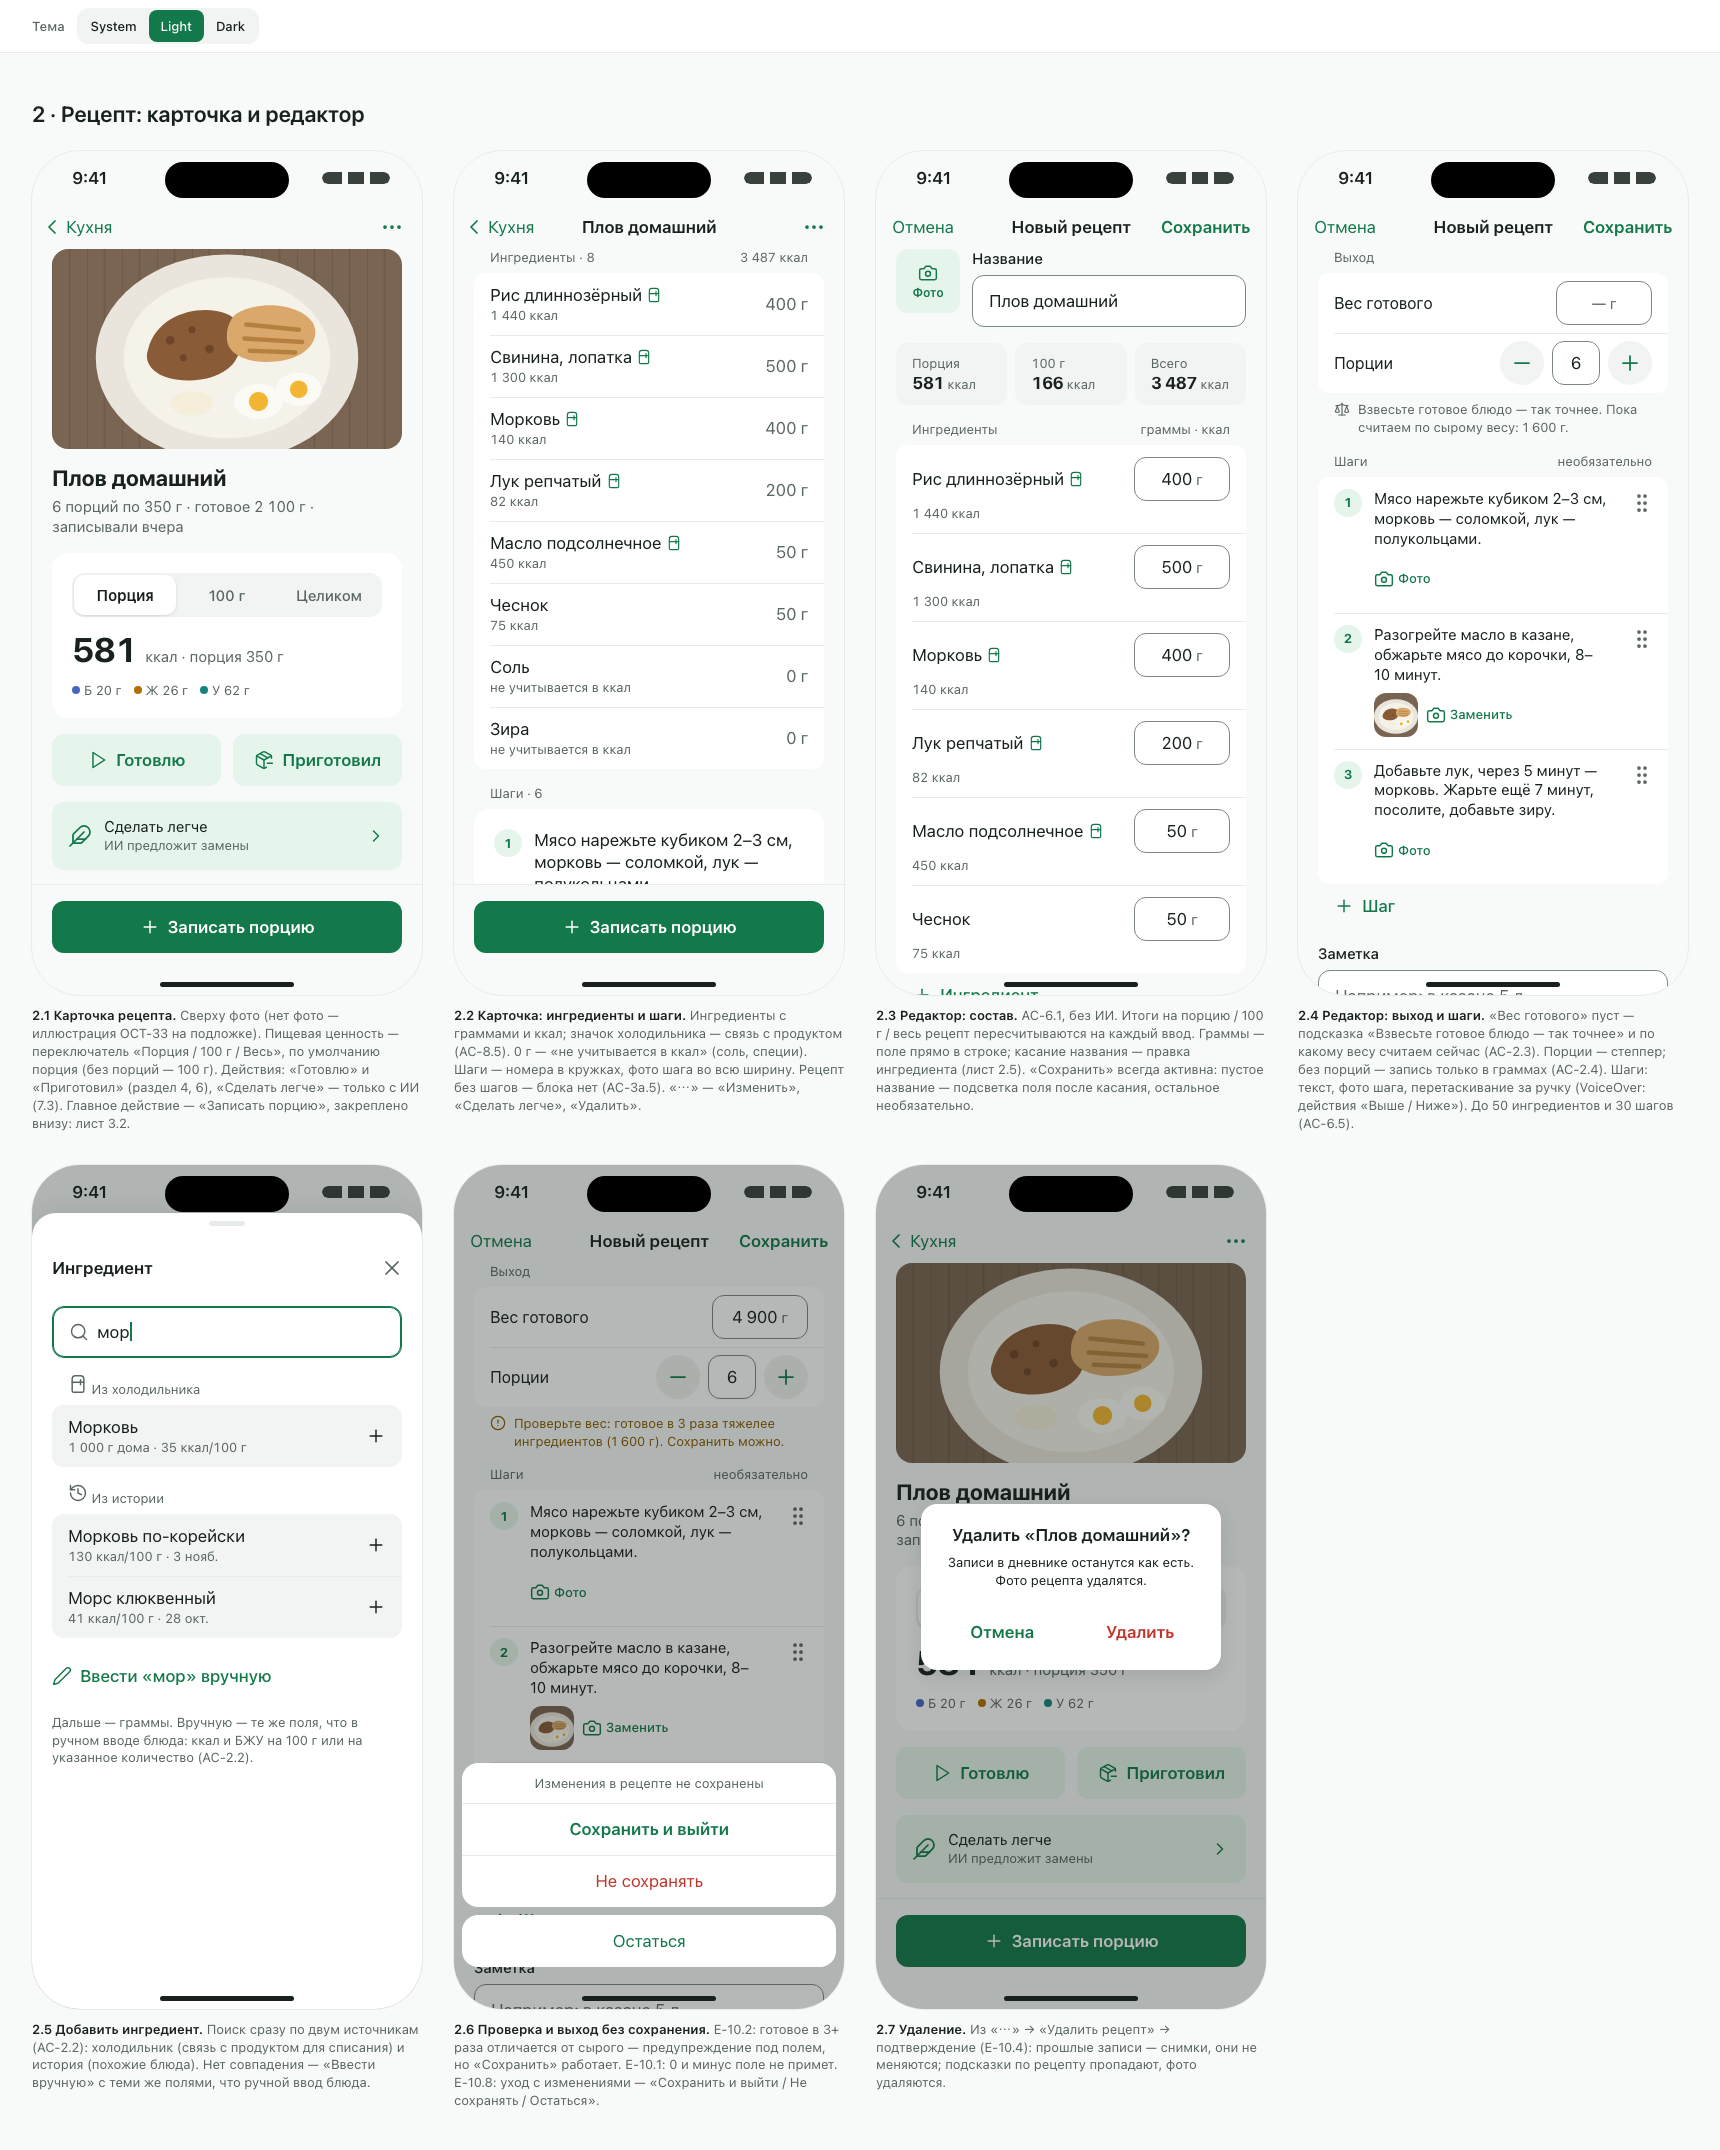 Тема System Light Dark
2 · Рецепт: карточка и редактор
9:41
Кухня
Плов домашний
6 порций по 350 г · готовое 2 100 г ·
записывали вчера
Порция 100 г Целиком
581 ккал · порция 350 г
Б 20 г Ж 26 г У 62 г
Готовлю Приготовил
Сделать легче
ИИ предложит замены
Записать порцию
2.1 Карточка рецепта. Сверху фото (нет фото —
иллюстрация ОСТ-33 на подложке). Пищевая ценность —
переключатель «Порция / 100 г / Весь», по умолчанию
порция (без порций — 100 г). Действия: «Готовлю» и
«Приготовил» (раздел 4, 6), «Сделать легче» — только с ИИ
(7.3). Главное действие — «Записать порцию», закреплено
внизу: лист 3.2.
9:41
Кухня Плов домашний
Ингредиенты · 8 3 487 ккал
Рис длиннозёрный 400 г
1 440 ккал
Свинина, лопатка 500 г
1 300 ккал
Морковь 400 г
140 ккал
Лук репчатый 200 г
82 ккал
Масло подсолнечное 50 г
450 ккал
Чеснок 50 г
75 ккал
Соль 0 г
не учитывается в ккал
Зира 0 г
не учитывается в ккал
Шаги · 6
1 Мясо нарежьте кубиком 2–3 см,
морковь — соломкой, лук —
полукольцами.
Записать порцию
2.2 Карточка: ингредиенты и шаги. Ингредиенты с
граммами и ккал; значок холодильника — связь с продуктом
(АС-8.5). 0 г — «не учитывается в ккал» (соль, специи).
Шаги — номера в кружках, фото шага во всю ширину. Рецепт
без шагов — блока нет (АС-3а.5). «···» — «Изменить»,
«Сделать легче», «Удалить».
9:41
Отмена Новый рецепт Сохранить
Фото
Название
Плов домашний
Порция 100 г Всего
581 ккал 166 ккал 3 487 ккал
Ингредиенты граммы · ккал
Рис длиннозёрный 400 г
1 440 ккал
Свинина, лопатка 500 г
1 300 ккал
Морковь 400 г
140 ккал
Лук репчатый 200 г
82 ккал
Масло подсолнечное 50 г
450 ккал
Чеснок 50 г
75 ккал
Ингредиент
2.3 Редактор: состав. АС-6.1, без ИИ. Итоги на порцию / 100
г / весь рецепт пересчитываются на каждый ввод. Граммы —
поле прямо в строке; касание названия — правка
ингредиента (лист 2.5). «Сохранить» всегда активна: пустое
название — подсветка поля после касания, остальное
необязательно.
9:41
Отмена Новый рецепт Сохранить
Выход
Вес готового — г
Порции 6
Взвесьте готовое блюдо — так точнее. Пока
считаем по сырому весу: 1 600 г.
Шаги необязательно
1 Мясо нарежьте кубиком 2–3 см,
морковь — соломкой, лук —
полукольцами.
Фото
2 Разогрейте масло в казане,
обжарьте мясо до корочки, 8–
10 минут.
Заменить
3 Добавьте лук, через 5 минут —
морковь. Жарьте ещё 7 минут,
посолите, добавьте зиру.
Фото
Шаг
Заметка
Например: в казане 5 л
2.4 Редактор: выход и шаги. «Вес готового» пуст —
подсказка «Взвесьте готовое блюдо — так точнее» и по
какому весу считаем сейчас (АС-2.3). Порции — степпер;
без порций — запись только в граммах (АС-2.4). Шаги:
текст, фото шага, перетаскивание за ручку (VoiceOver:
действия «Выше / Ниже»). До 50 ингредиентов и 30 шагов
(АС-6.5).
9:41
Ингредиент
мор
Из холодильника
Морковь
1 000 г дома · 35 ккал/100 г
Из истории
Морковь по-корейски
130 ккал/100 г · 3 нояб.
Морс клюквенный
41 ккал/100 г · 28 окт.
Ввести «мор» вручную
Дальше — граммы. Вручную — те же поля, что в
ручном вводе блюда: ккал и БЖУ на 100 г или на
указанное количество (АС-2.2).
2.5 Добавить ингредиент. Поиск сразу по двум источникам
(АС-2.2): холодильник (связь с продуктом для списания) и
история (похожие блюда). Нет совпадения — «Ввести
вручную» с теми же полями, что ручной ввод блюда.
9:41
Отмена Новый рецепт Сохранить
Выход
Вес готового 4 900 г
Порции 6
Проверьте вес: готовое в 3 раза тяжелее
ингредиентов (1 600 г). Сохранить можно.
Шаги необязательно
1 Мясо нарежьте кубиком 2–3 см,
морковь — соломкой, лук —
полукольцами.
Фото
2 Разогрейте масло в казане,
обжарьте мясо до корочки, 8–
10 минут.
Заменить
Изменения в рецепте не сохранены
Сохранить и выйти
Не сохранять
Остаться
Заметка
Например: в казане 5 л
2.6 Проверка и выход без сохранения. Е-10.2: готовое в 3+
раза отличается от сырого — предупреждение под полем,
но «Сохранить» работает. Е-10.1: 0 и минус поле не примет.
Е-10.8: уход с изменениями — «Сохранить и выйти / Не
сохранять / Остаться».
9:41
Кухня
Плов домашний
Удалить «Плов домашний»?
Записи в дневнике останутся как есть.
Фото рецепта удалятся.
Отмена Удалить
581 ккал · порция 350 г
Б 20 г Ж 26 г У 62 г
Готовлю Приготовил
Сделать легче
ИИ предложит замены
Записать порцию
2.7 Удаление. Из «···» → «Удалить рецепт» →
подтверждение (Е-10.4): прошлые записи — снимки, они не
меняются; подсказки по рецепту пропадают, фото
удаляются.